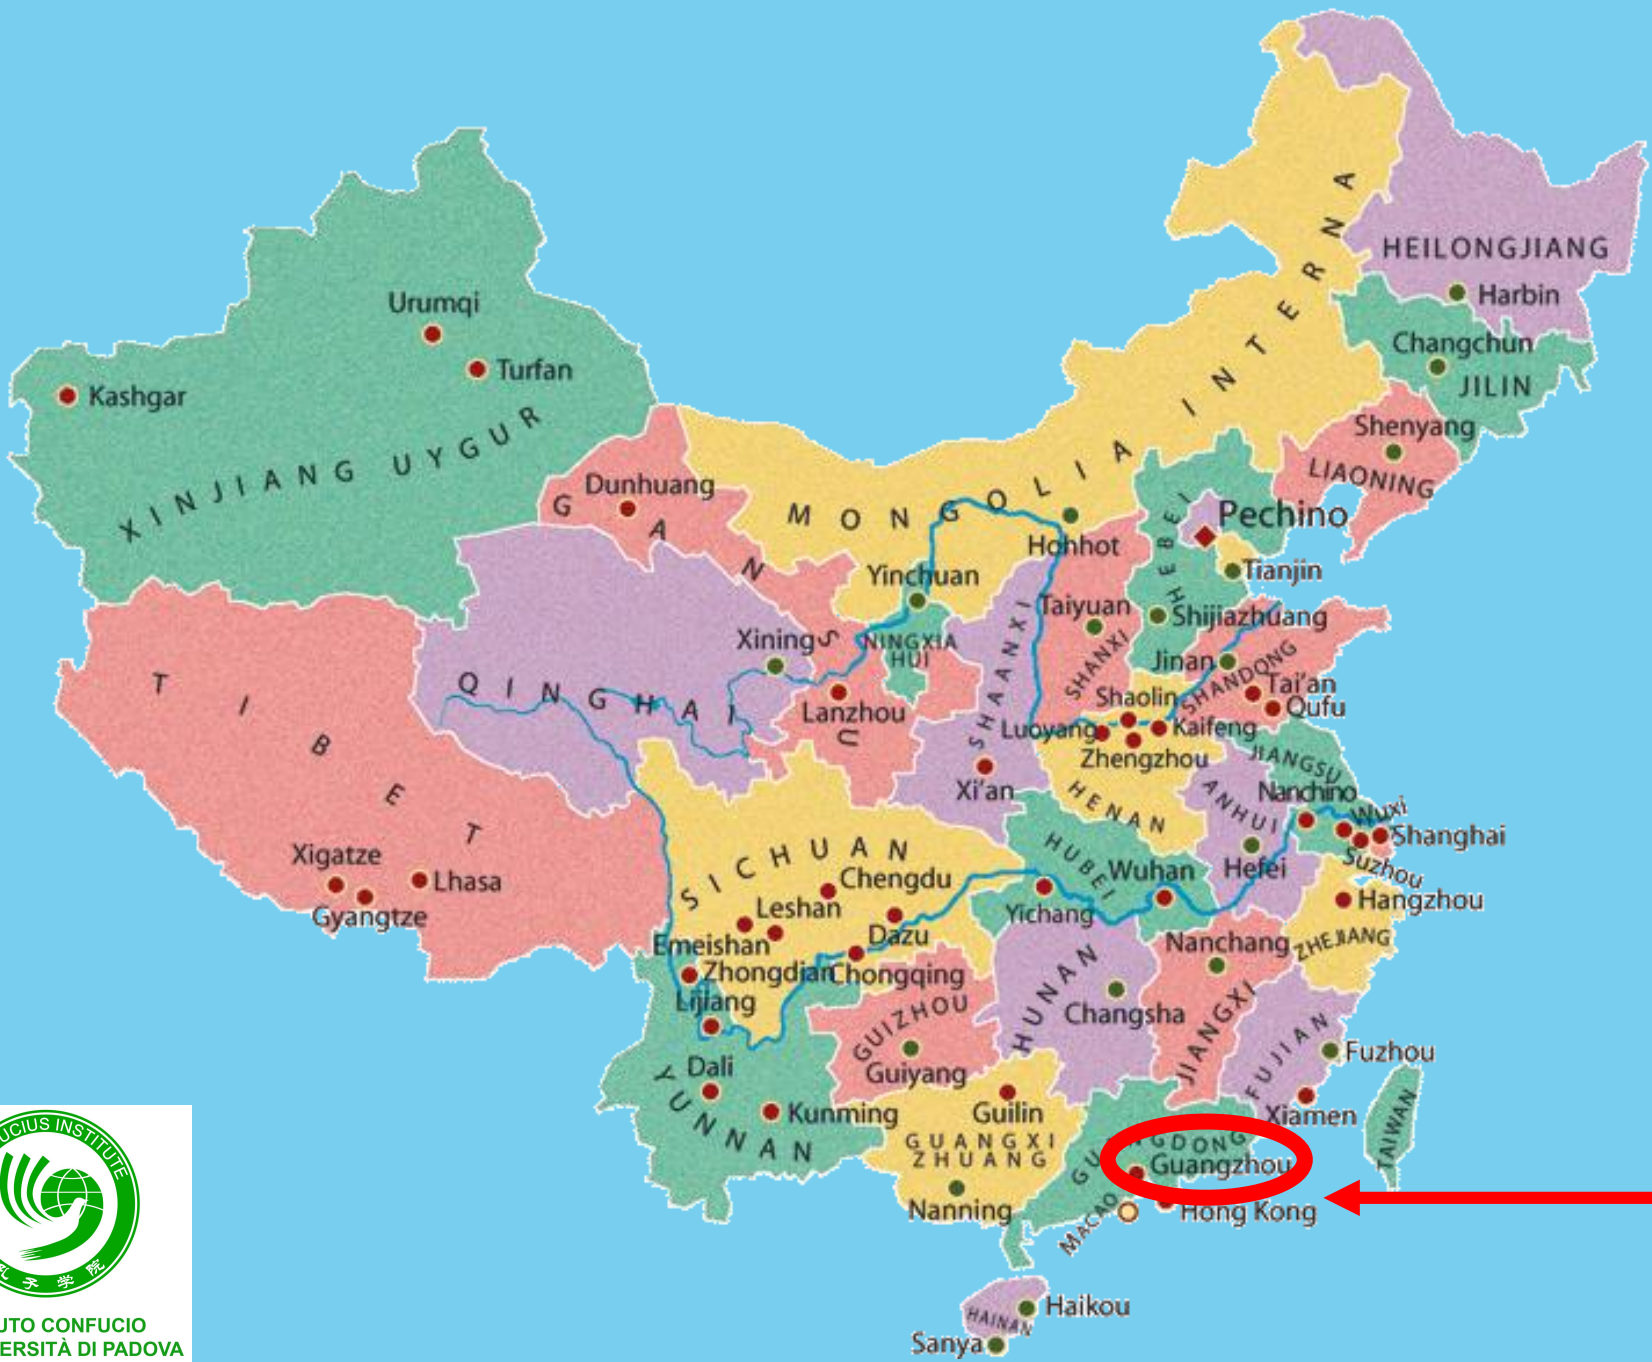 HEILONGJIANG
Harbin
Changchun
JILIN
Shenyang
LIAONING
MONGOLIA INTERNA
Urumqi
Turfan
Kashgar
XINJIANG UYGUR
Dunhuang
GANSU
Hohhot
HEBEI
Pechino
Tianjin
Yinchuan
Taiyuan
Shijiazhuang
Xining
NINGXIA
HUI
SHAANXI
SHANXI
Jinan
SHANDONG
Tai'an
Qufu
TIBET
QINGHAI
Lanzhou
Shaolin
Luoyang
Kaifeng
Zhengzhou
Xi'an
HENAN
JIANGSU
ANHUI
Nanchino
Wuxi
Shanghai
Suzhou
Hefei
HUBEI
Wuhan
Yichang
Hangzhou
ZHEJIANG
Xigatze
Lhasa
Gyangtze
SICHUAN
Chengdu
Leshan
Dazu
Emeishan
Zhongdian
Chongqing
Lijiang
Nanchang
HUNAN
Changsha
JIANGXI
GUIZHOU
Guiyang
FUJIAN
Fuzhou
Xiamen
TAIWAN
Dali
YUNNAN
Kunming
Guilin
GUANGXI
ZHUANG
Nanning
GUANGDONG
Guangzhou
MACAO
Hong Kong
Haikou
HAINAN
Sanya
CIUS INSTITUTE
孔子学院
UTO CONFUCIO
ERSITÀ DI PADOVA